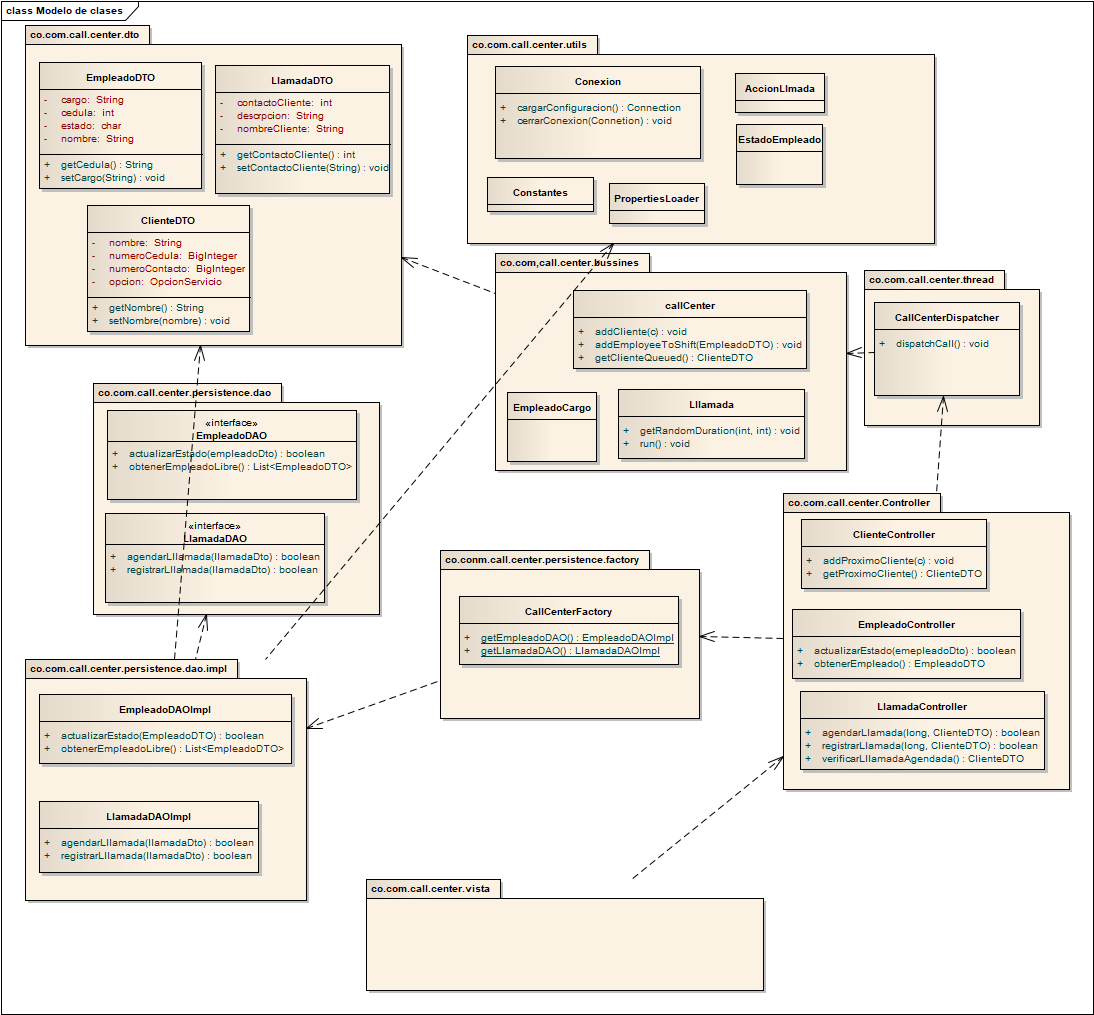 class Modelo de clases
co.com.call.center.dto
EmpleadoDTO
- cargo: String
- cedula: int
- estado: char
- nombre: String
+ getCedula() : String
+ setCargo(String) : void
LlamadaDTO
- contactoCliente: int
- descrpcion: String
- nombreCliente: String
+ getContactoCliente() : int
+ setContactoCliente(String) : void
ClienteDTO
- nombre: String
- numeroCedula: BigInteger
- numeroContacto: BigInteger
- opcion: OpcionServicio
+ getNombre() : String
+ setNombre(nombre) : void
co.com.call.center.utils
Conexion
+ cargarConfiguracion() : Connection
+ cerrarConexion(Connetion) : void
AccionLlmada
EstadoEmpleado
Constantes
PropertiesLoader
co.com,call.center.bussines
callCenter
+ addCliente(c) : void
+ addEmployeeToShift(EmpleadoDTO) : void
+ getClienteQueued() : ClienteDTO
EmpleadoCargo
Lllamada
+ getRandomDuration(int, int) : void
+ run() : void
co.com.call.center.thread
CallCenterDispatcher
+ dispatchCall() : void
co.com.call.center.persistence.dao
«interface»
EmpleadoDAO
+ actualizarEstado(empleadoDto) : boolean
+ obtenerEmpleadoLibre() : List<EmpleadoDTO>
«interface»
LlamadaDAO
+ agendarLllamada(llamadaDto) : boolean
+ registrarLllamada(llamadaDto) : boolean
co.com.call.center.Controller
ClienteController
+ addProximoCliente(c) : void
+ getProximoCliente() : ClienteDTO
EmpleadoController
+ actualizarEstado(emepleadoDto) : boolean
+ obtenerEmpleado() : EmpleadoDTO
LlamadaController
+ agendarLlamada(long, ClienteDTO) : boolean
+ registrarLlamada(long, ClienteDTO) : boolean
+ verificarLllamadaAgendada() : ClienteDTO
co.conm.call.center.persistence.factory
CallCenterFactory
+ getEmpleadoDAO() : EmpleadoDAOImpl
+ getLlamadaDAO() : LlamadaDAOImpl
co.com.call.center.persistence.dao.impl
EmpleadoDAOImpl
+ actualizarEstado(EmpleadoDTO) : boolean
+ obtenerEmpleadoLibre() : List<EmpleadoDTO>
LlamadaDAOImpl
+ agendarLllamada(llamadaDto) : boolean
+ registrarLllamada(llamadaDto) : boolean
co.com.call.center.vista